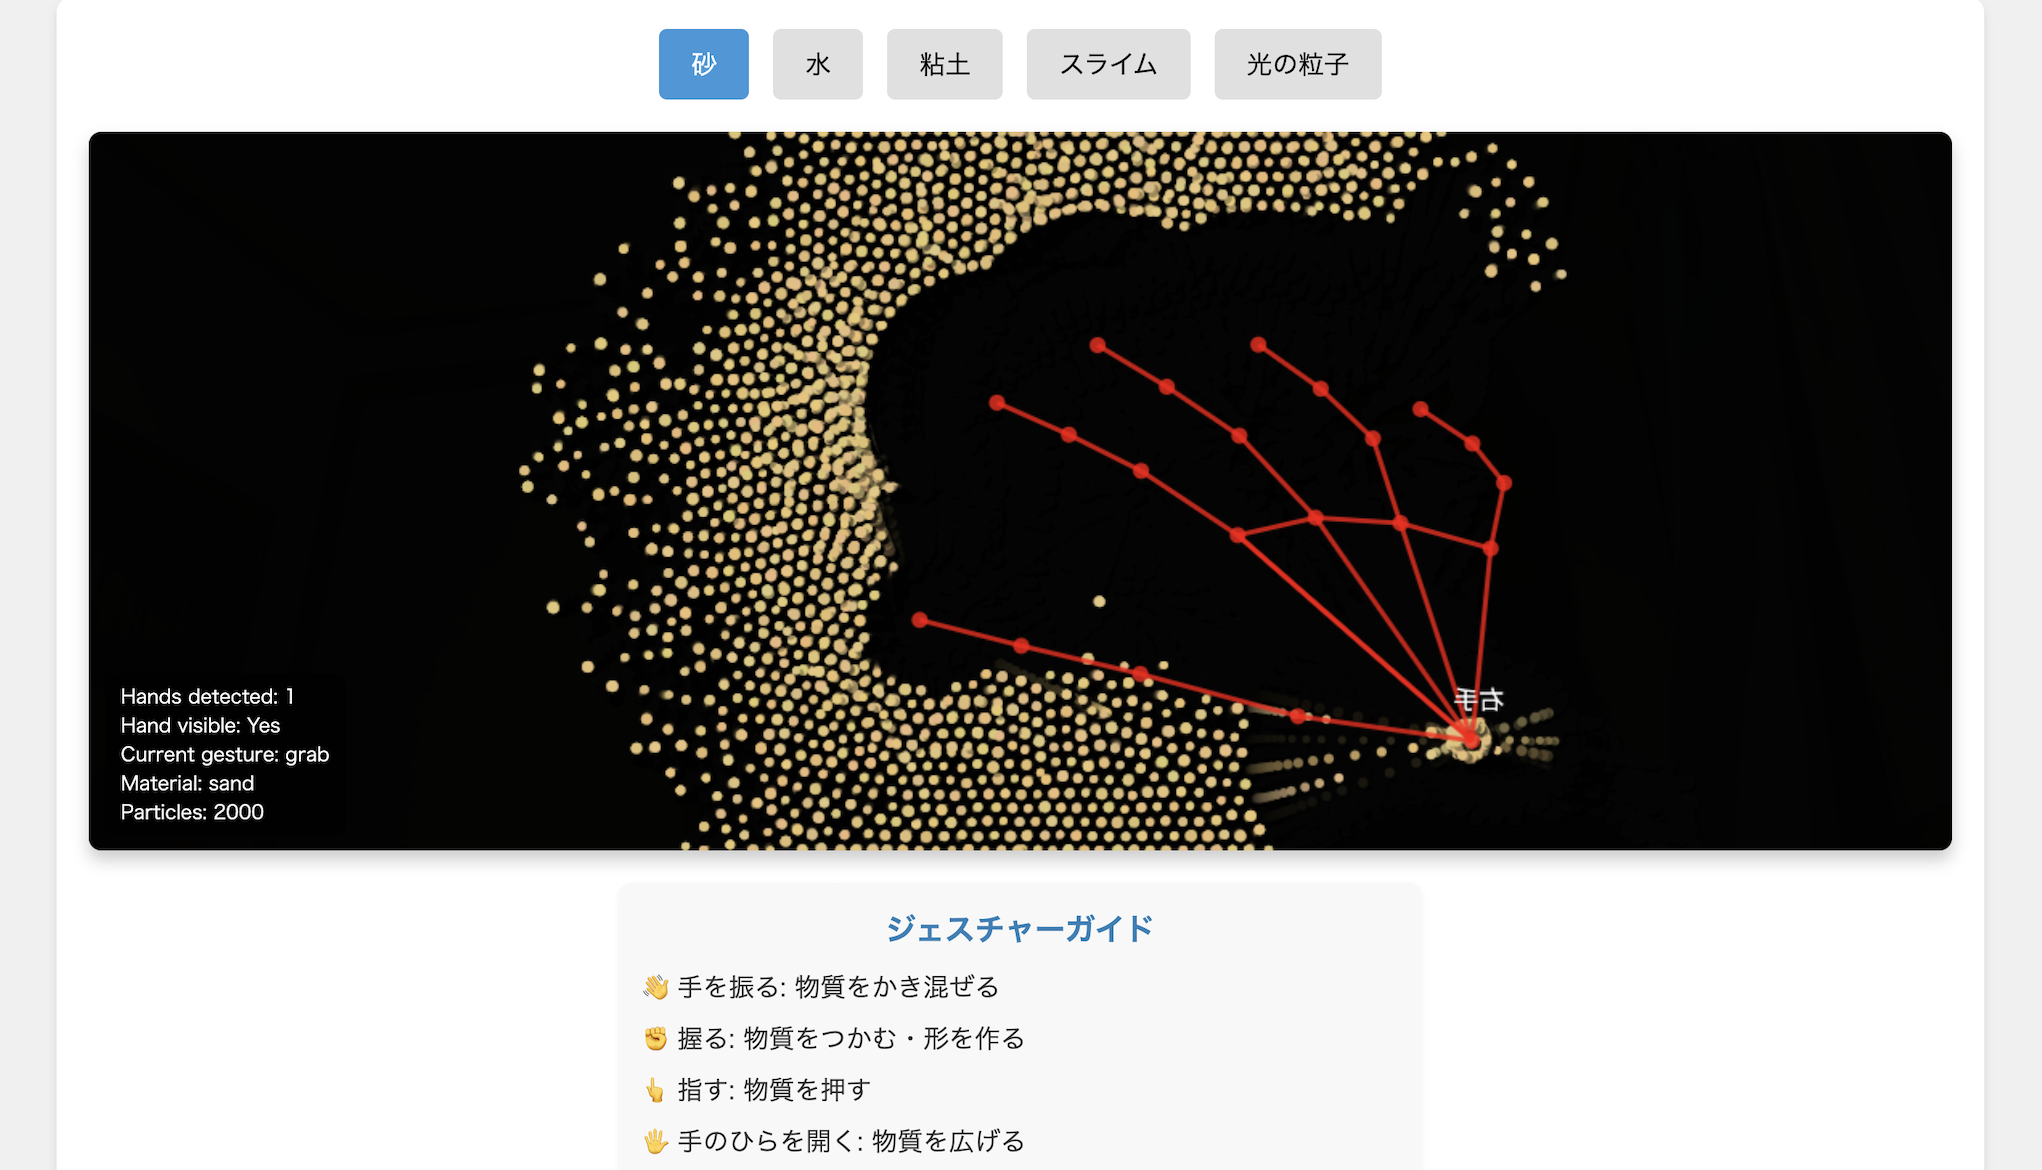 砂 水 粘土 スライム 光の粒子
右手
Hands detected: 1
Hand visible: Yes
Current gesture: grab
Material: sand
Particles: 2000
ジェスチャーガイド
👋 手を振る: 物質をかき混ぜる
✊ 握る: 物質をつかむ・形を作る
👆 指す: 物質を押す
🖐 手のひらを開く: 物質を広げる